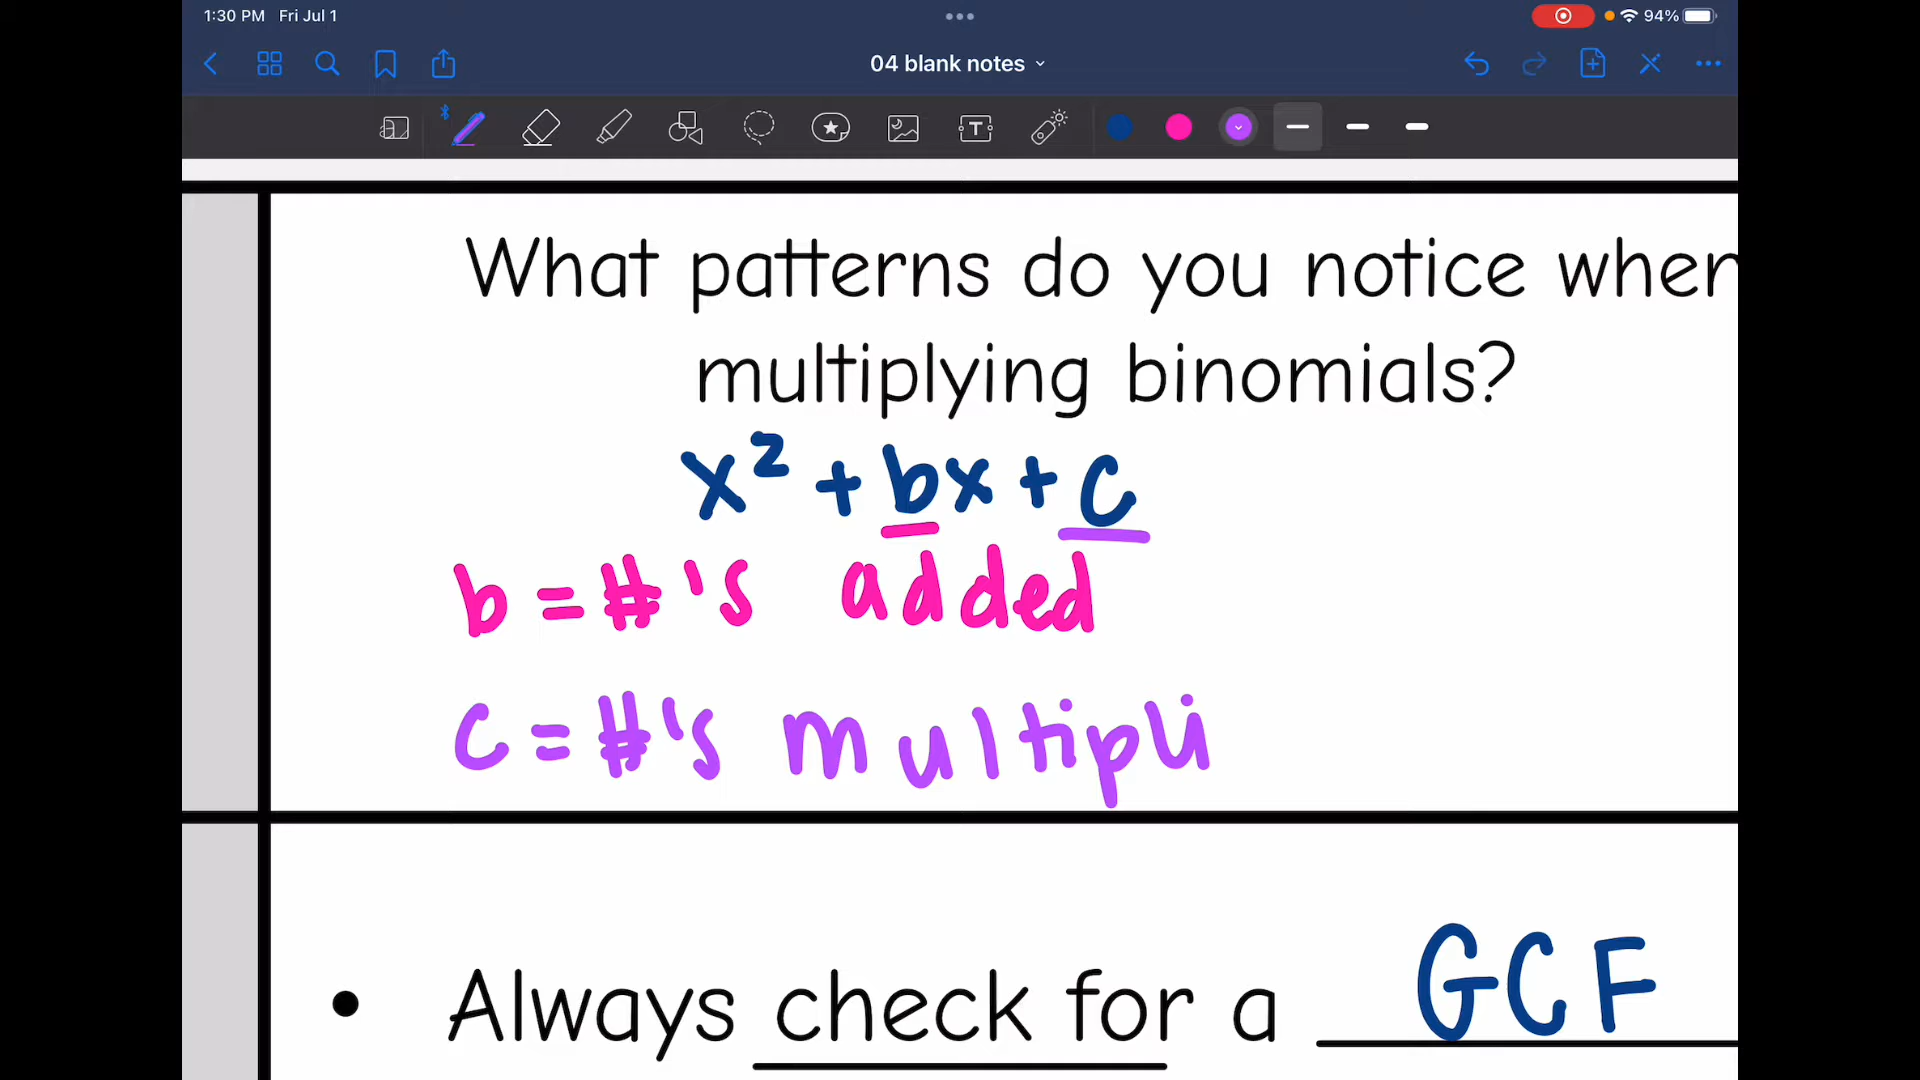 1:30 PM Fri Jul 1
94%
04 blank notes
What patterns do you notice when
multiplying binomials?
x² + bx + c
b = #'s added
c = #'s multipli
• Always check for a GCF